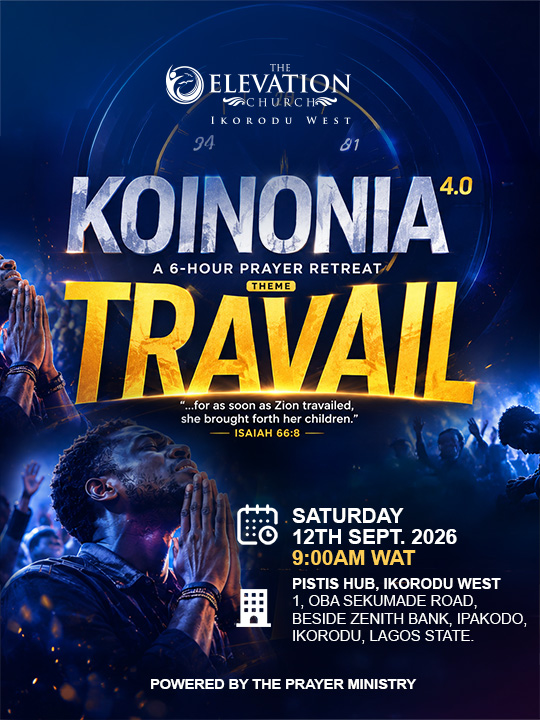 THE
ELEVATION
CHURCH
IKORODU WEST
94 81
KOINONIA 4.0
A 6-HOUR PRAYER RETREAT
THEME
TRAVAIL
“...for as soon as Zion travailed,
she brought forth her children.”
ISAIAH 66:8
SATURDAY
12TH SEPT. 2026
9:00AM WAT
PISTIS HUB, IKORODU WEST
1, OBA SEKUMADE ROAD,
BESIDE ZENITH BANK, IPAKODO,
IKORODU, LAGOS STATE.
POWERED BY THE PRAYER MINISTRY